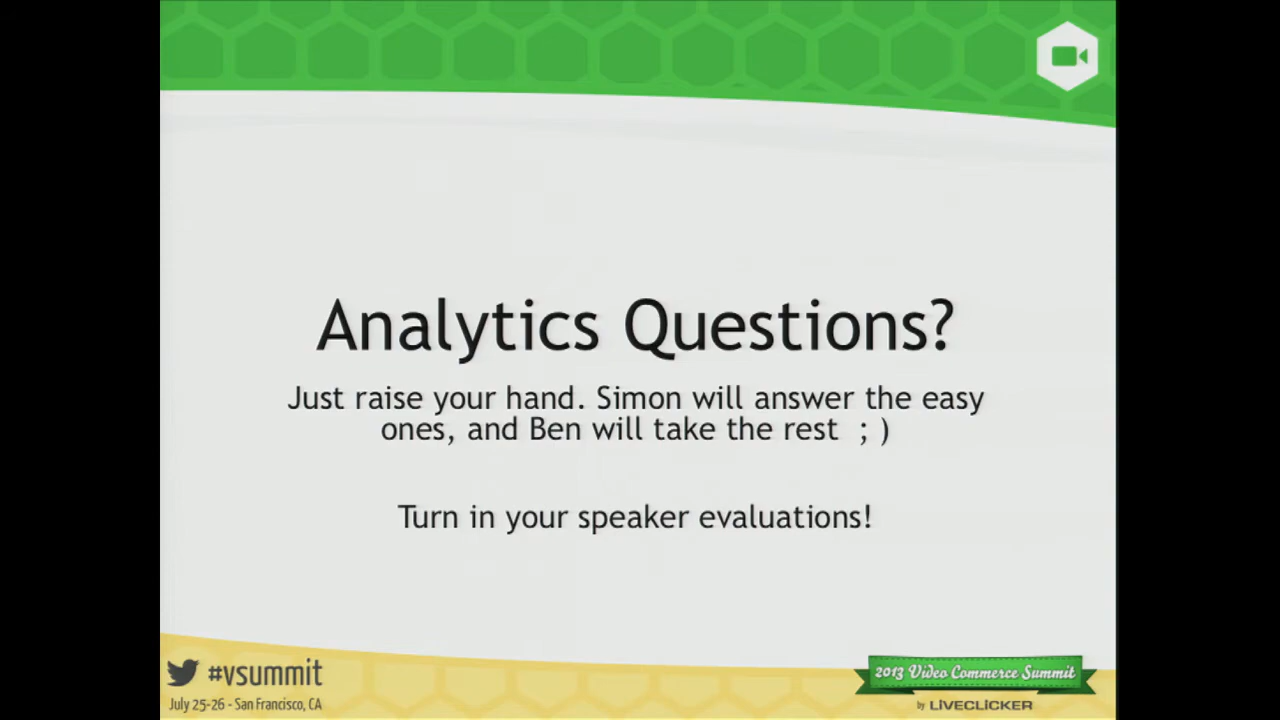 Analytics Questions?
Just raise your hand. Simon will answer the easy
ones, and Ben will take the rest  ; )
Turn in your speaker evaluations!
#vsummit
July 25-26 - San Francisco, CA
2013 Video Commerce Summit
by LIVECLICKER